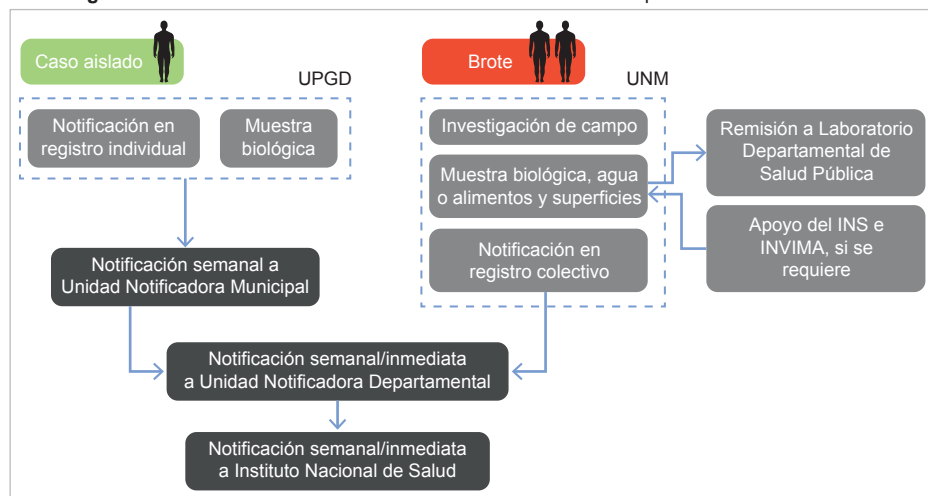 Caso aislado
UPGD
Notificación en
registro individual
Muestra
biológica
Notificación semanal a
Unidad Notificadora Municipal
Brote
UNM
Investigación de campo
Muestra biológica, agua
o alimentos y superficies
Notificación en
registro colectivo
Remisión a Laboratorio
Departamental de
Salud Pública
Apoyo del INS e
INVIMA, si se
requiere
Notificación semanal/inmediata
a Unidad Notificadora Departamental
Notificación semanal/inmediata
a Instituto Nacional de Salud